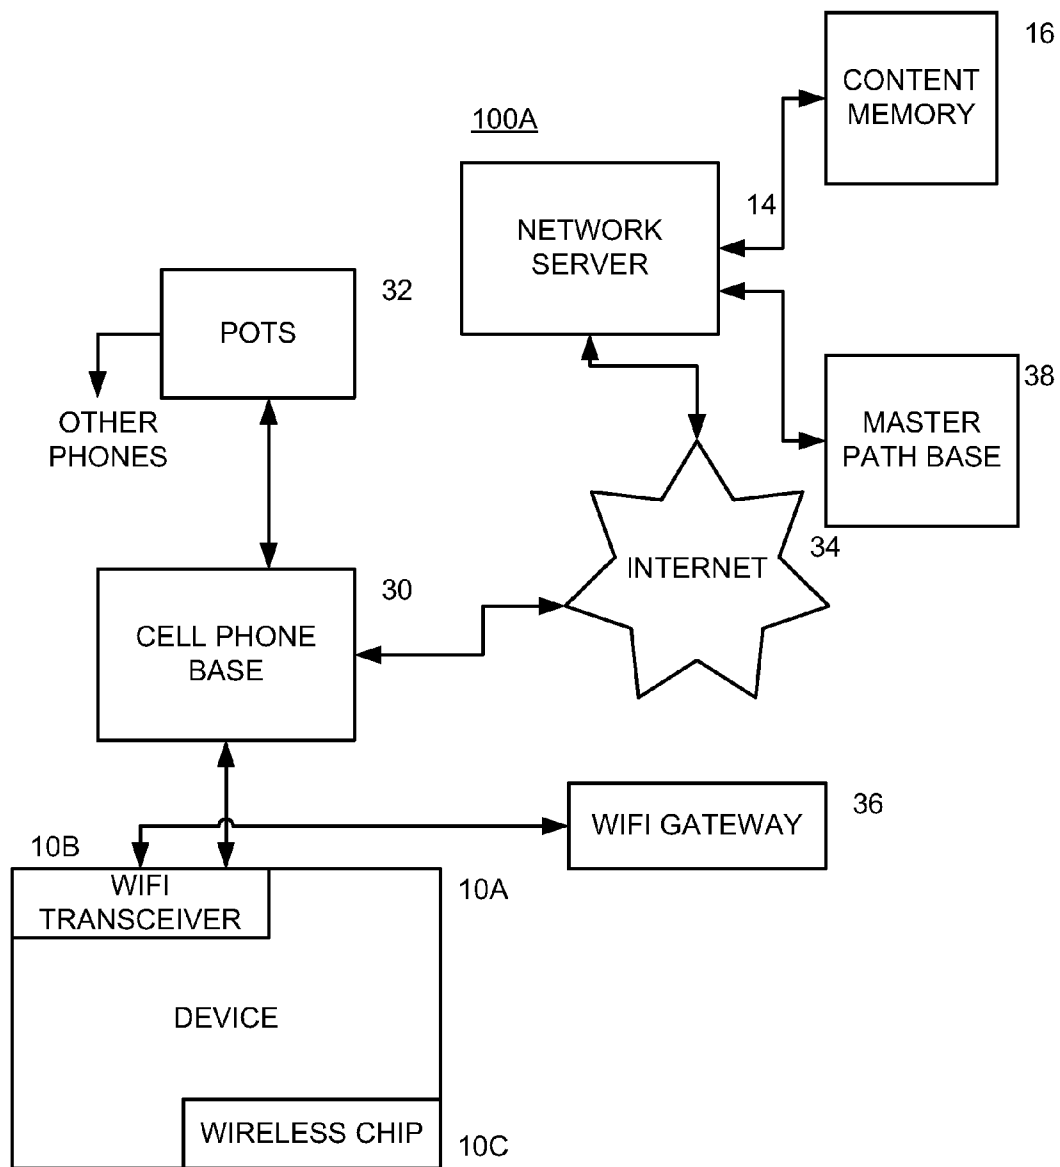 16
CONTENT
MEMORY
100A
14
NETWORK
SERVER
32
POTS
38
OTHER
PHONES
MASTER
PATH BASE
34
INTERNET
30
CELL PHONE
BASE
36
WIFI GATEWAY
10B
10A
WIFI
TRANSCEIVER
DEVICE
WIRELESS CHIP
10C